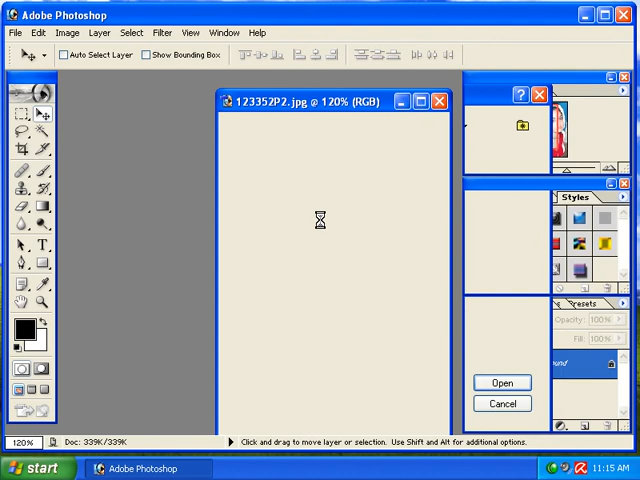 Adobe Photoshop
File Edit Image Layer Select Filter View Window Help
Auto Select Layer Show Bounding Box
123352P2.jpg @ 120% (RGB)
Styles
Presets
Opacity: 100%
Fill: 100%
Open
Cancel
120% Doc: 339K/339K Click and drag to move layer or selection. Use Shift and Alt for additional options.
start Adobe Photoshop 11:15 AM